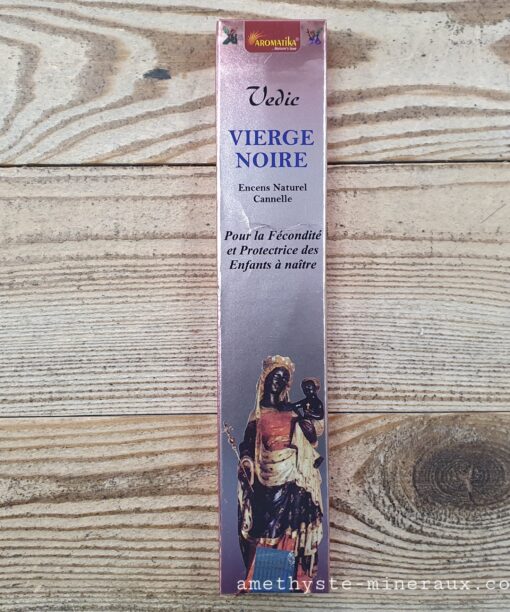 AROMATIKA®
Vedic
VIERGE
NOIRE
Encens Naturel
Cannelle
Pour la Fécondité
et Protectrice des
Enfants à naître
amethyste-mineraux.co